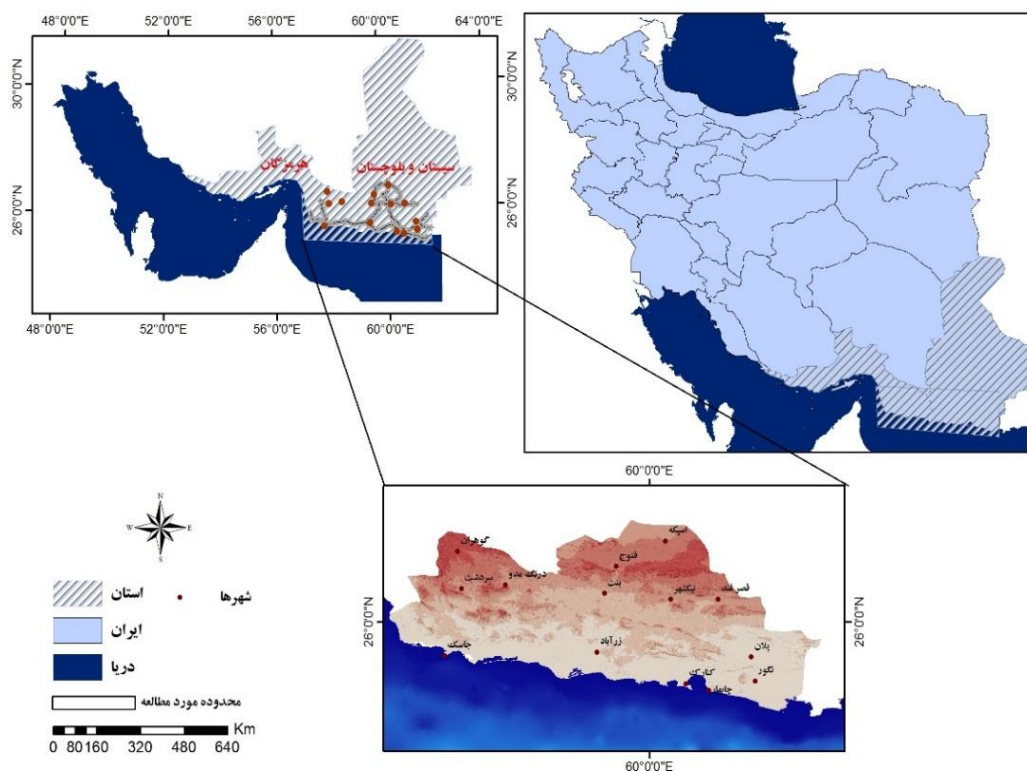 48°0'0"E 52°0'0"E 56°0'0"E 60°0'0"E 64°0'0"E
30°0'0"N
30°0'0"N
هرمزگان
سیستان و بلوچستان
26°0'0"N
26°0'0"N
48°0'0"E 52°0'0"E 56°0'0"E 60°0'0"E
60°0'0"E
اسپکه
گوهران
فنوج
درنگ مدو
سردشت
بنت
نیکشهر
قصرقند
26°0'0"N
26°0'0"N
جاسک
زرآباد
پلان
نگور
کنارک
چابهار
60°0'0"E
N
W E
S
استان
شهرها
ایران
دریا
محدوده مورد مطالعه
Km
0 80 160 320 480 640